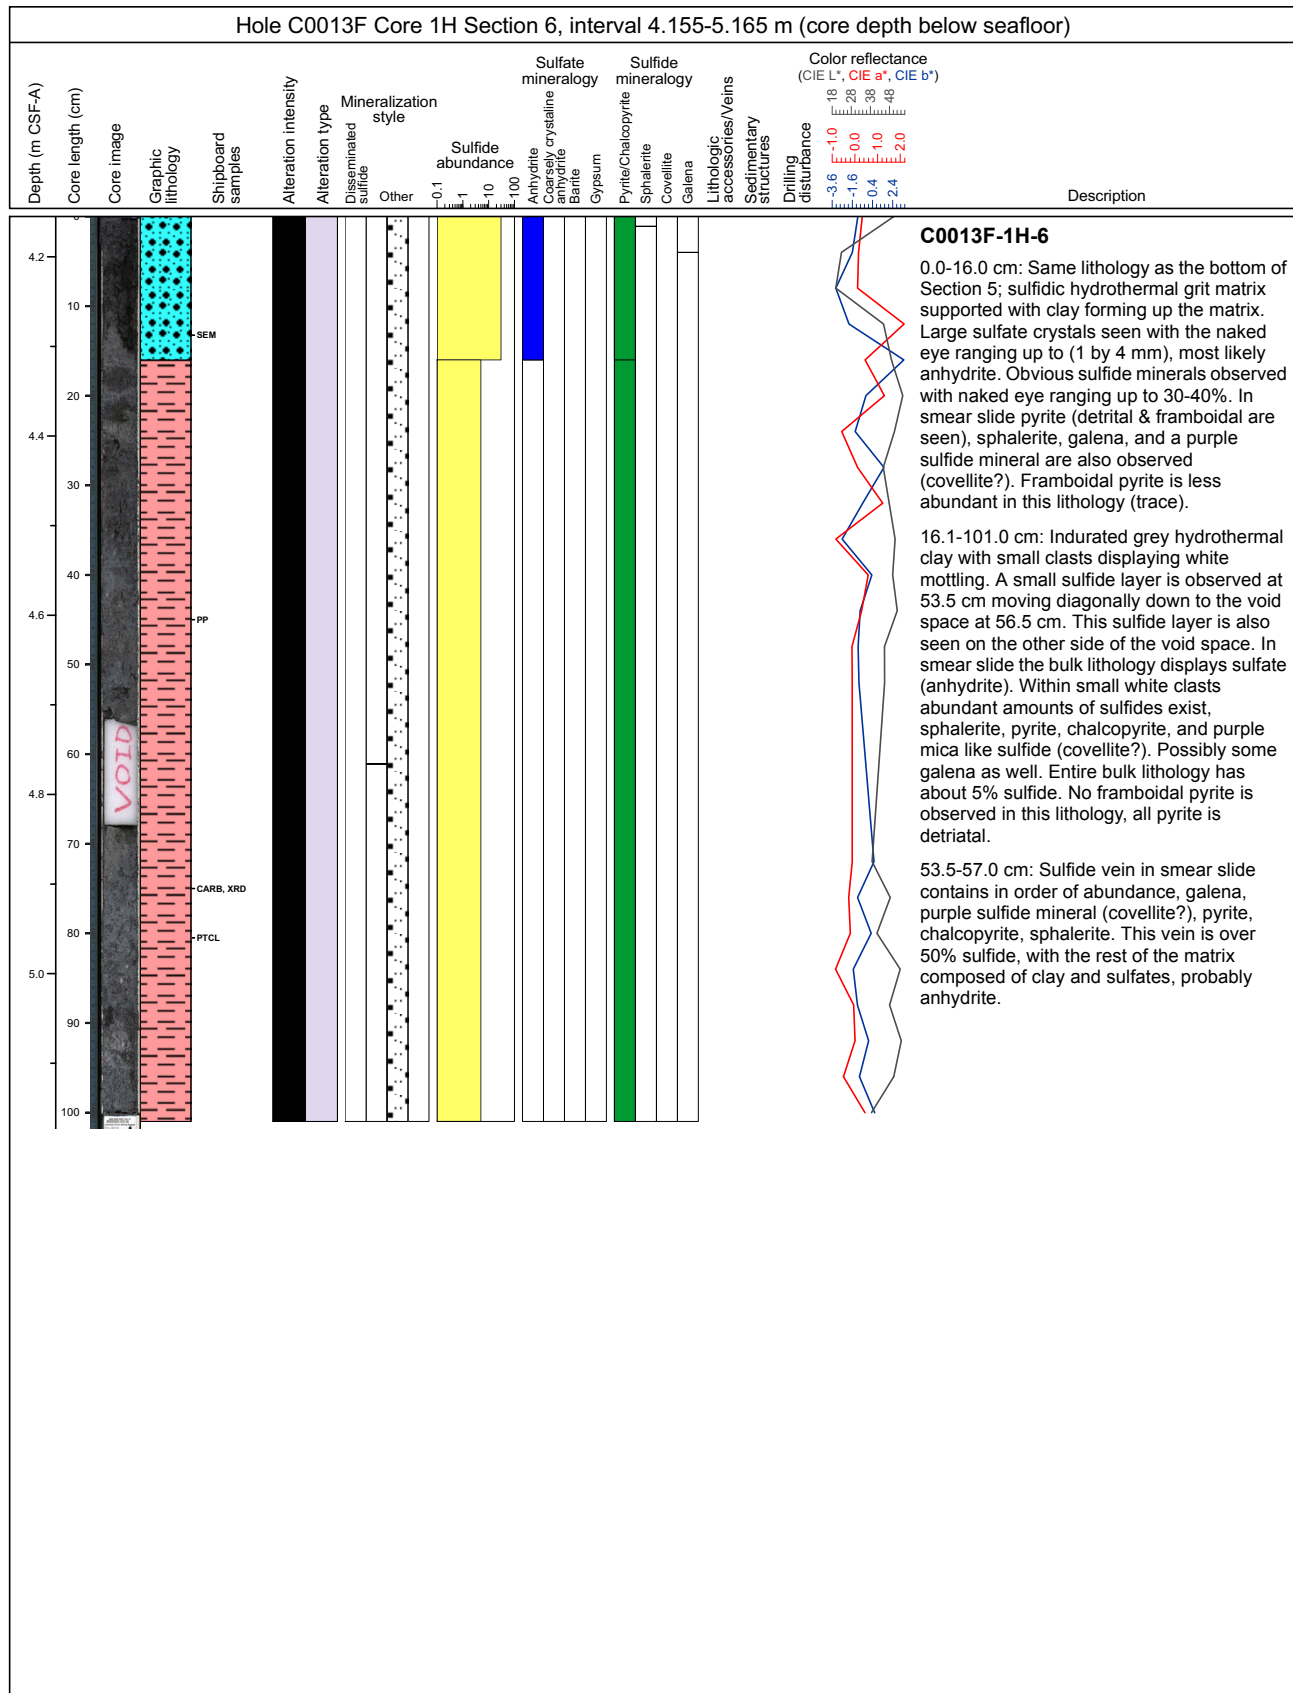 Hole C0013F Core 1H Section 6, interval 4.155-5.165 m (core depth below seafloor)
Depth (m CSF-A)
Core length (cm)
Core image
Graphic
lithology
Shipboard
samples
Alteration intensity
Alteration type
Mineralization
style
Disseminated
sulfide
Other
Sulfide
abundance
0.1
1
10
100
Sulfate
mineralogy
Anhydrite
Coarsely crystaline
anhydrite
Barite
Gypsum
Sulfide
mineralogy
Pyrite/Chalcopyrite
Sphalerite
Covellite
Galena
Lithologic
accessories/Veins
Sedimentary
structures
Drilling
disturbance
Color reflectance
(CIE L*, CIE a*, CIE b*)
18 28 38 48
-1.0 0.0 1.0 2.0
-3.6 -1.6 0.4 2.4
Description
4.2
4.4
4.6
4.8
5.0
0
10
20
30
40
50
60
70
80
90
100
VOID
SEM
PP
CARB, XRD
PTCL
C0013F-1H-6
0.0-16.0 cm: Same lithology as the bottom of
Section 5; sulfidic hydrothermal grit matrix
supported with clay forming up the matrix.
Large sulfate crystals seen with the naked
eye ranging up to (1 by 4 mm), most likely
anhydrite. Obvious sulfide minerals observed
with naked eye ranging up to 30-40%. In
smear slide pyrite (detrital & framboidal are
seen), sphalerite, galena, and a purple
sulfide mineral are also observed
(covellite?). Framboidal pyrite is less
abundant in this lithology (trace).
16.1-101.0 cm: Indurated grey hydrothermal
clay with small clasts displaying white
mottling. A small sulfide layer is observed at
53.5 cm moving diagonally down to the void
space at 56.5 cm. This sulfide layer is also
seen on the other side of the void space. In
smear slide the bulk lithology displays sulfate
(anhydrite). Within small white clasts
abundant amounts of sulfides exist,
sphalerite, pyrite, chalcopyrite, and purple
mica like sulfide (covellite?). Possibly some
galena as well. Entire bulk lithology has
about 5% sulfide. No framboidal pyrite is
observed in this lithology, all pyrite is
detriatal.
53.5-57.0 cm: Sulfide vein in smear slide
contains in order of abundance, galena,
purple sulfide mineral (covellite?), pyrite,
chalcopyrite, sphalerite. This vein is over
50% sulfide, with the rest of the matrix
composed of clay and sulfates, probably
anhydrite.